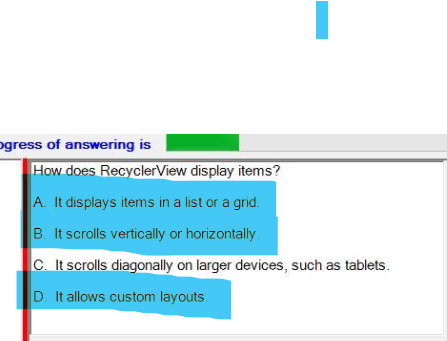 ogress of answering is
How does RecyclerView display items?
A. It displays items in a list or a grid.
B. It scrolls vertically or horizontally.
C. It scrolls diagonally on larger devices, such as tablets.
D. It allows custom layouts.